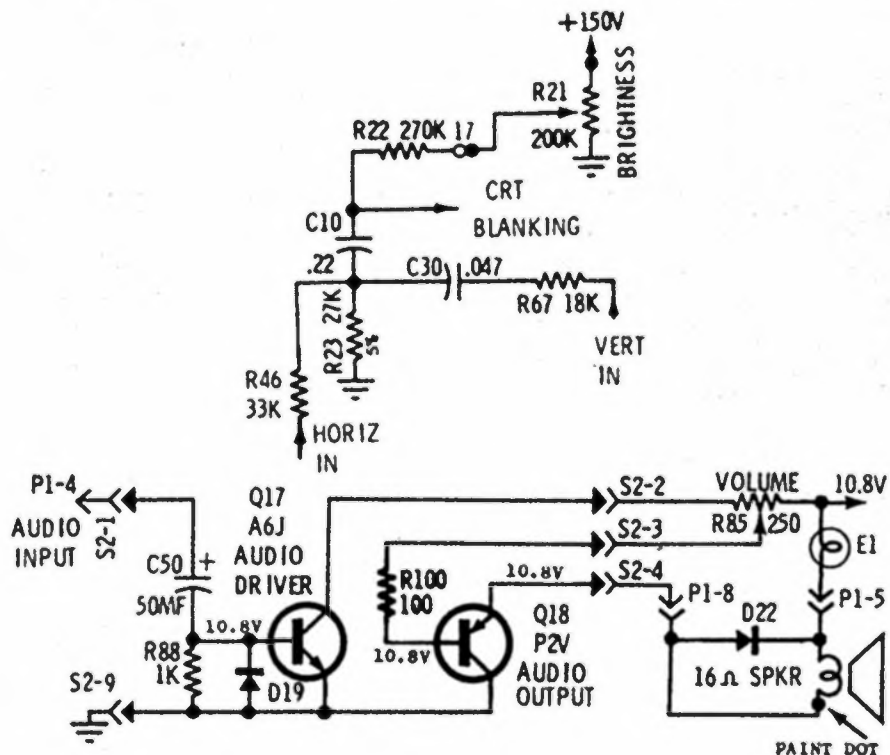 +150V
R21
200K
BRIGHTNESS
R22 270K 17
CRT
BLANKING
C10
.22
C30 .047
R67 18K
R23 27K
5%
VERT
IN
R46
33K
HORIZ
IN
P1-4
AUDIO
INPUT
S2-1
Q17
A6J
AUDIO
DRIVER
C50 +
50MF
10.8V
R88
1K
D19
S2-9
S2-2
VOLUME
10.8V
S2-3
R85 250
E1
R100
100
10.8V
S2-4
P1-8
P1-5
D22
10.8V
Q18
P2V
AUDIO
OUTPUT
16Ω SPKR
PAINT DOT